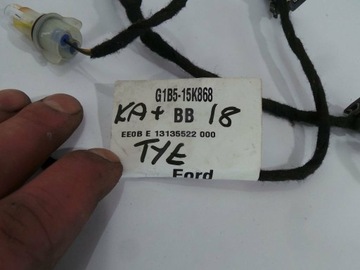 G1B5-15K868
KA+ BB 18
EE0B E 13135522 000
TYE
Ford